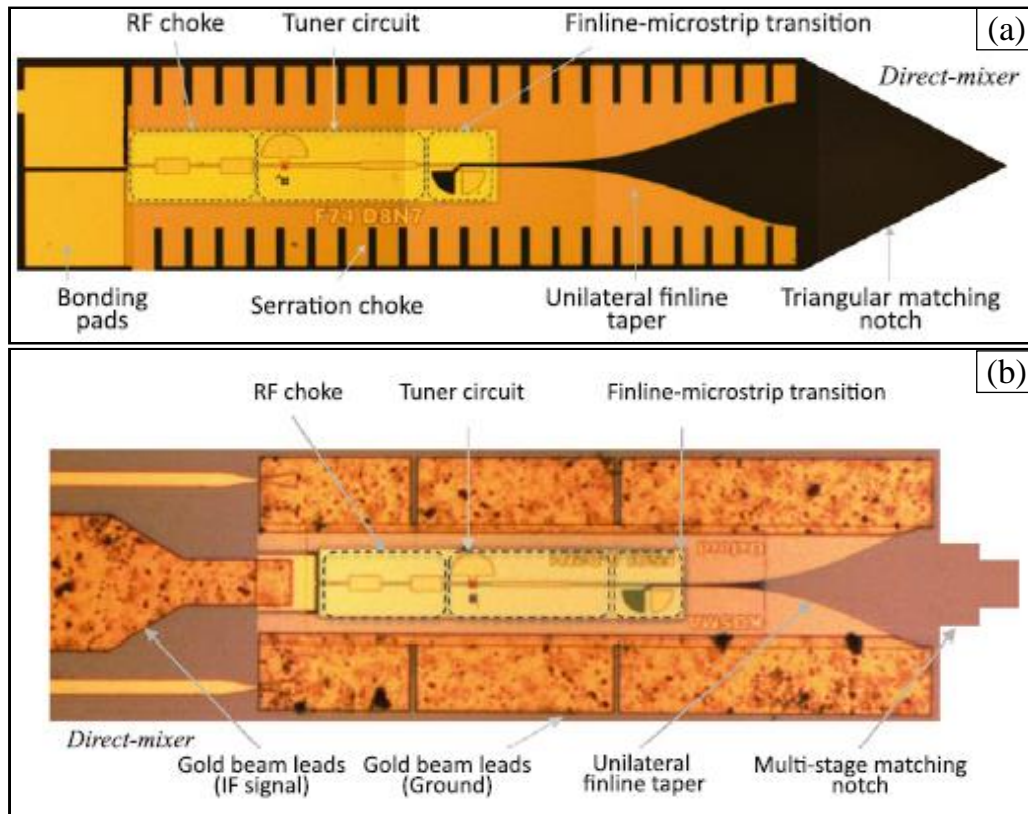 RF choke
Tuner circuit
Finline-microstrip transition
(a)
Direct-mixer
F24 D8N7
Bonding
pads
Serration choke
Unilateral finline
taper
Triangular matching
notch
(b)
RF choke
Tuner circuit
Finline-microstrip transition
Direct-mixer
Gold beam leads
(IF signal)
Gold beam leads
(Ground)
Unilateral
finline taper
Multi-stage matching
notch